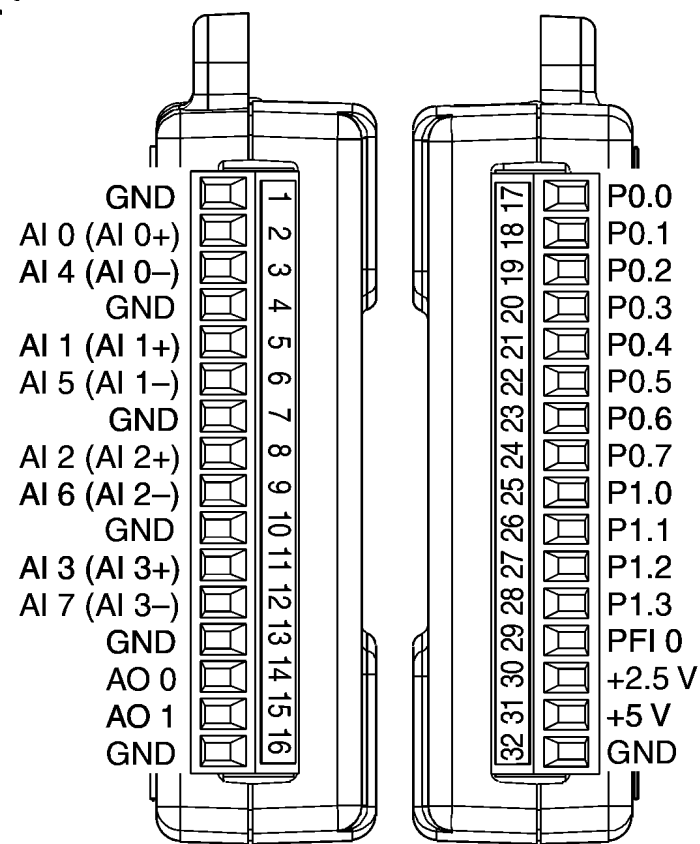 GND 1
AI 0 (AI 0+) 2
AI 4 (AI 0–) 3
GND 4
AI 1 (AI 1+) 5
AI 5 (AI 1–) 6
GND 7
AI 2 (AI 2+) 8
AI 6 (AI 2–) 9
GND 10
AI 3 (AI 3+) 11
AI 7 (AI 3–) 12
GND 13
AO 0 14
AO 1 15
GND 16
17 P0.0
18 P0.1
19 P0.2
20 P0.3
21 P0.4
22 P0.5
23 P0.6
24 P0.7
25 P1.0
26 P1.1
27 P1.2
28 P1.3
29 PFI 0
30 +2.5 V
31 +5 V
32 GND